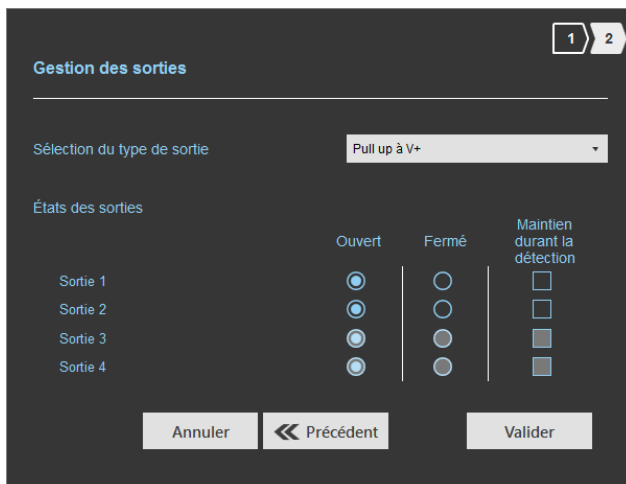 1 2
Gestion des sorties
Sélection du type de sortie Pull up à V+
États des sorties
Ouvert Fermé Maintien durant la détection
Sortie 1
Sortie 2
Sortie 3
Sortie 4
Annuler Précédent Valider